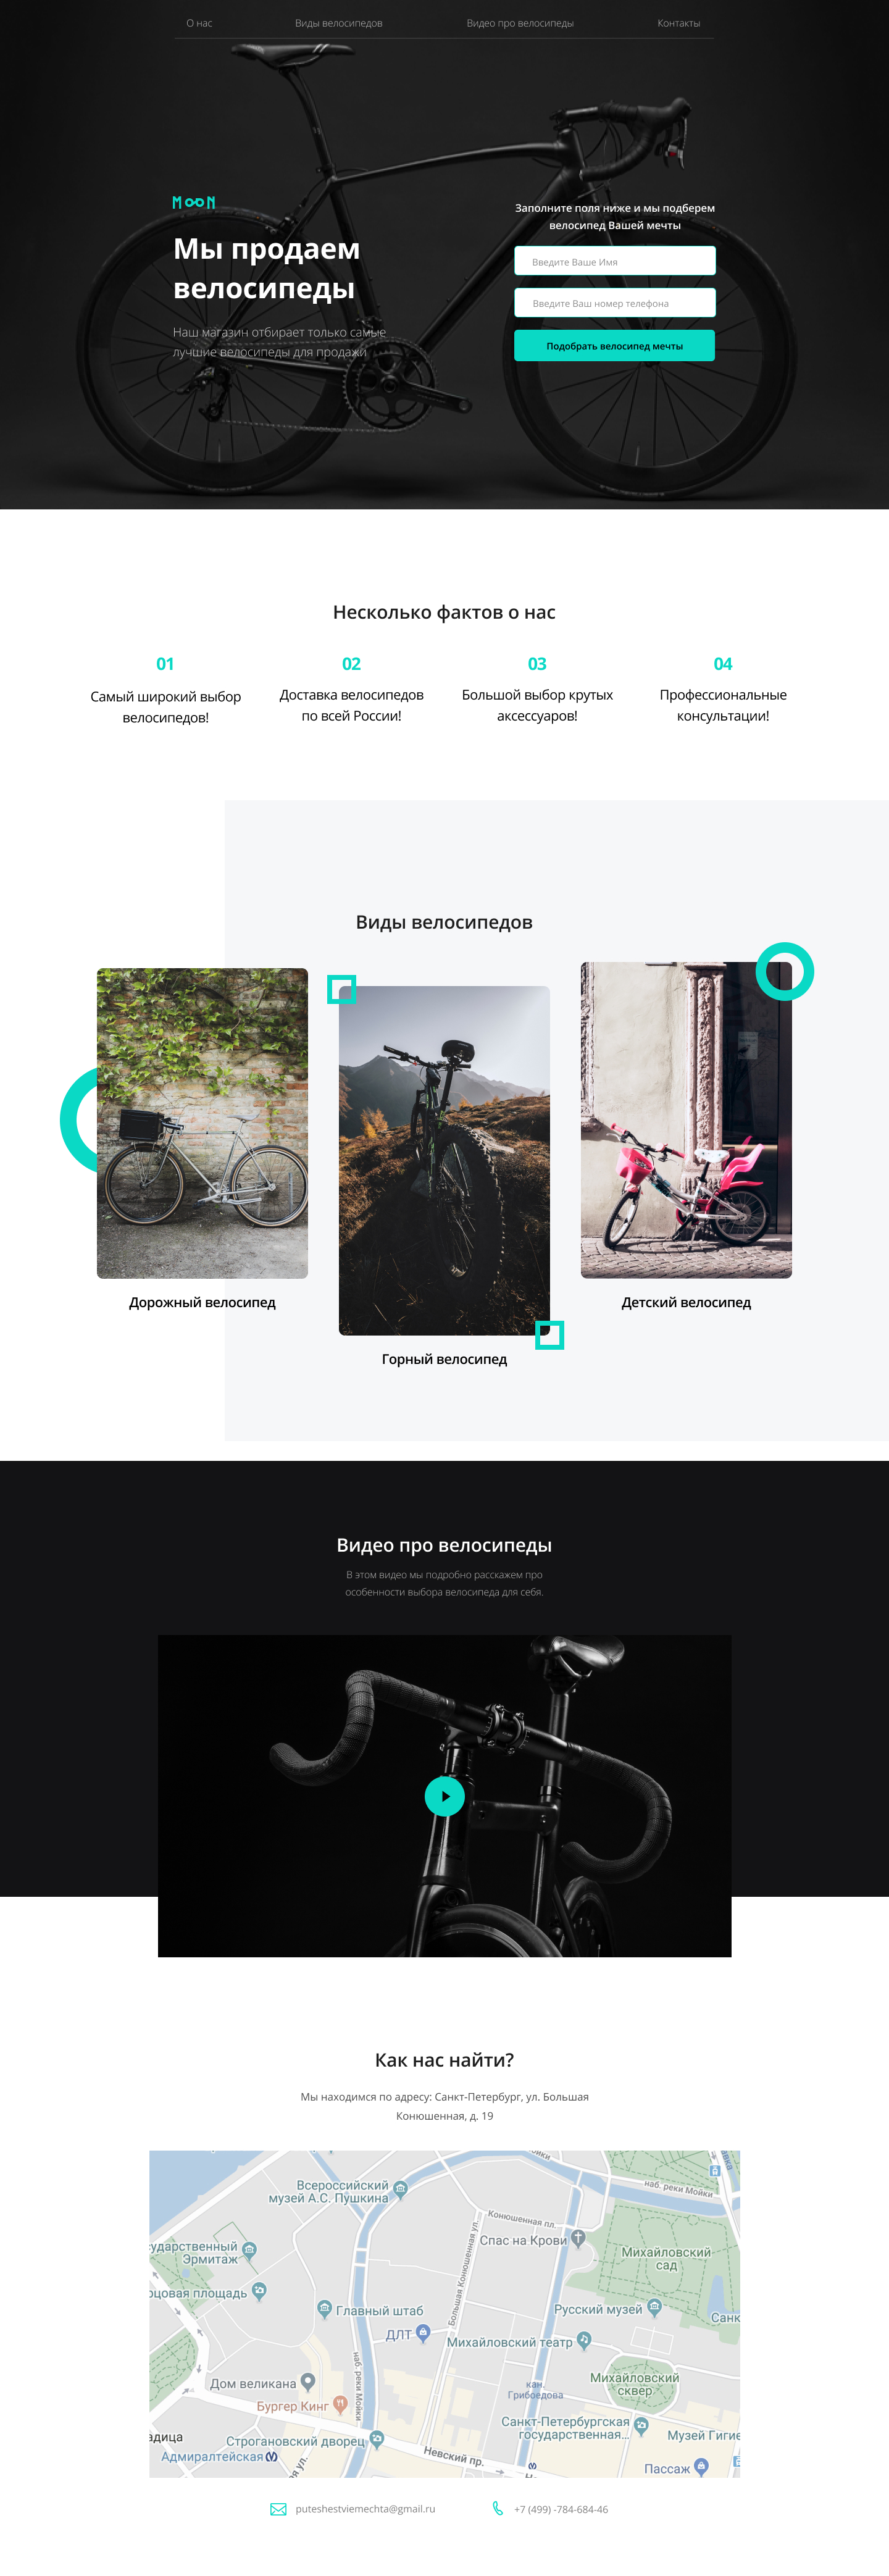 О нас
Виды велосипедов
Видео про велосипеды
Контакты
MOON
Мы продаем
велосипеды
Наш магазин отбирает только самые
лучшие велосипеды для продажи
Заполните поля ниже и мы подберем
велосипед Вашей мечты
Введите Ваше Имя
Введите Ваш номер телефона
Подобрать велосипед мечты
Несколько фактов о нас
01
Самый широкий выбор
велосипедов!
02
Доставка велосипедов
по всей России!
03
Большой выбор крутых
аксессуаров!
04
Профессиональные
консультации!
Виды велосипедов
Дорожный велосипед
Горный велосипед
Детский велосипед
Видео про велосипеды
В этом видео мы подробно расскажем про
особенности выбора велосипеда для себя.
Как нас найти?
Мы находимся по адресу: Санкт-Петербург, ул. Большая
Конюшенная, д. 19
Всероссийский
музей А.С. Пушкина
наб. реки Мойки
Конюшенная пл.
Спас на Крови
Михайловский
сад
сударственный
Эрмитаж
рцовая площадь
Большая Конюшенная ул.
Главный штаб
Русский музей
Санк
ДЛТ
Михайловский театр
наб. реки Мойки
Дом великана
кан.
Грибоедова
Михайловский
сквер
Бургер Кинг
Санкт-Петербургская
государственная...
Строгановский дворец
Музей Гигие
адица
Адмиралтейская
Невский пр.
Пассаж
puteshestviemechta@gmail.ru
+7 (499) -784-684-46